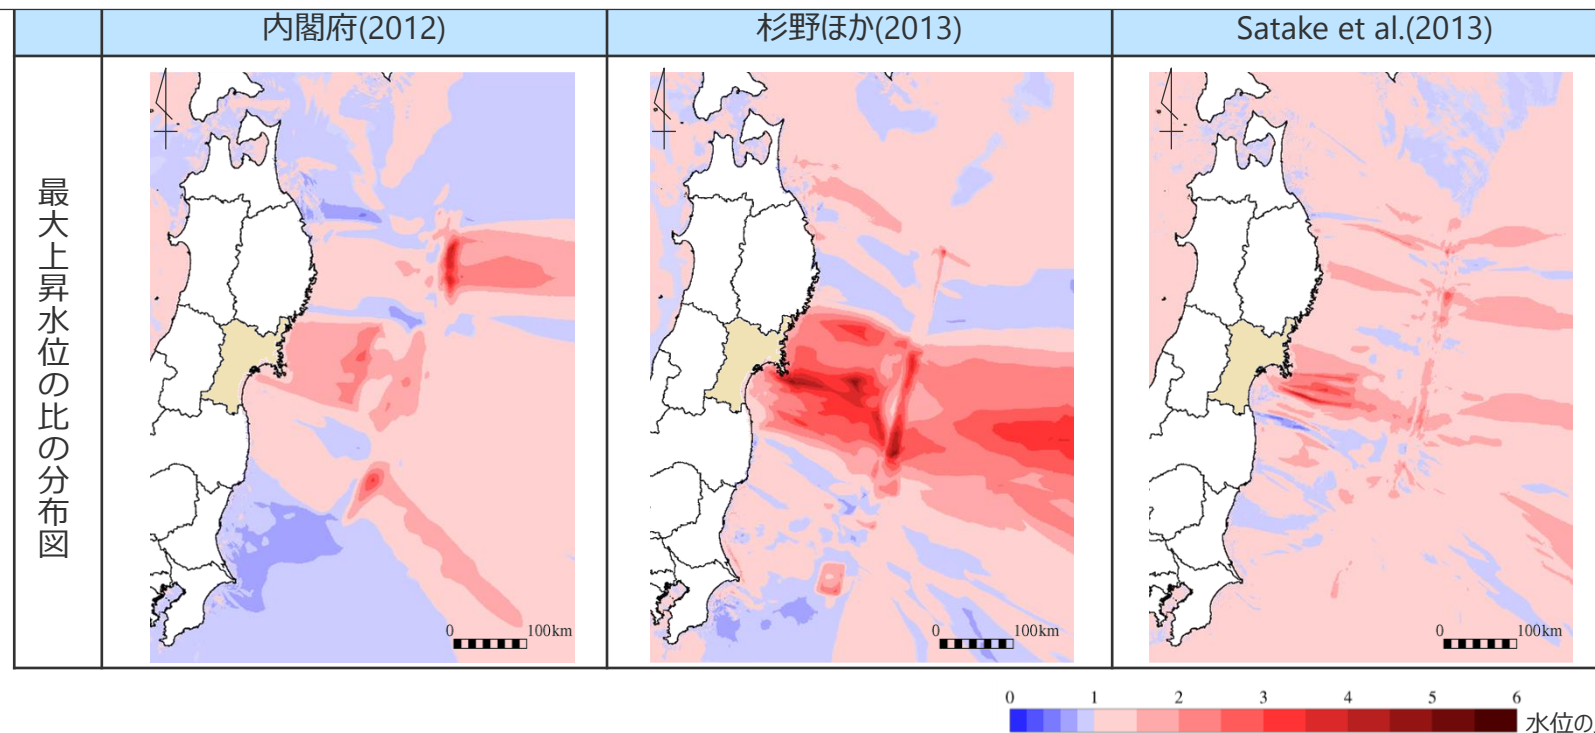 内閣府(2012)
杉野ほか(2013)
Satake et al.(2013)
最大上昇水位の比の分布図
0 100km
0 100km
0 100km
0 1 2 3 4 5 6
水位の